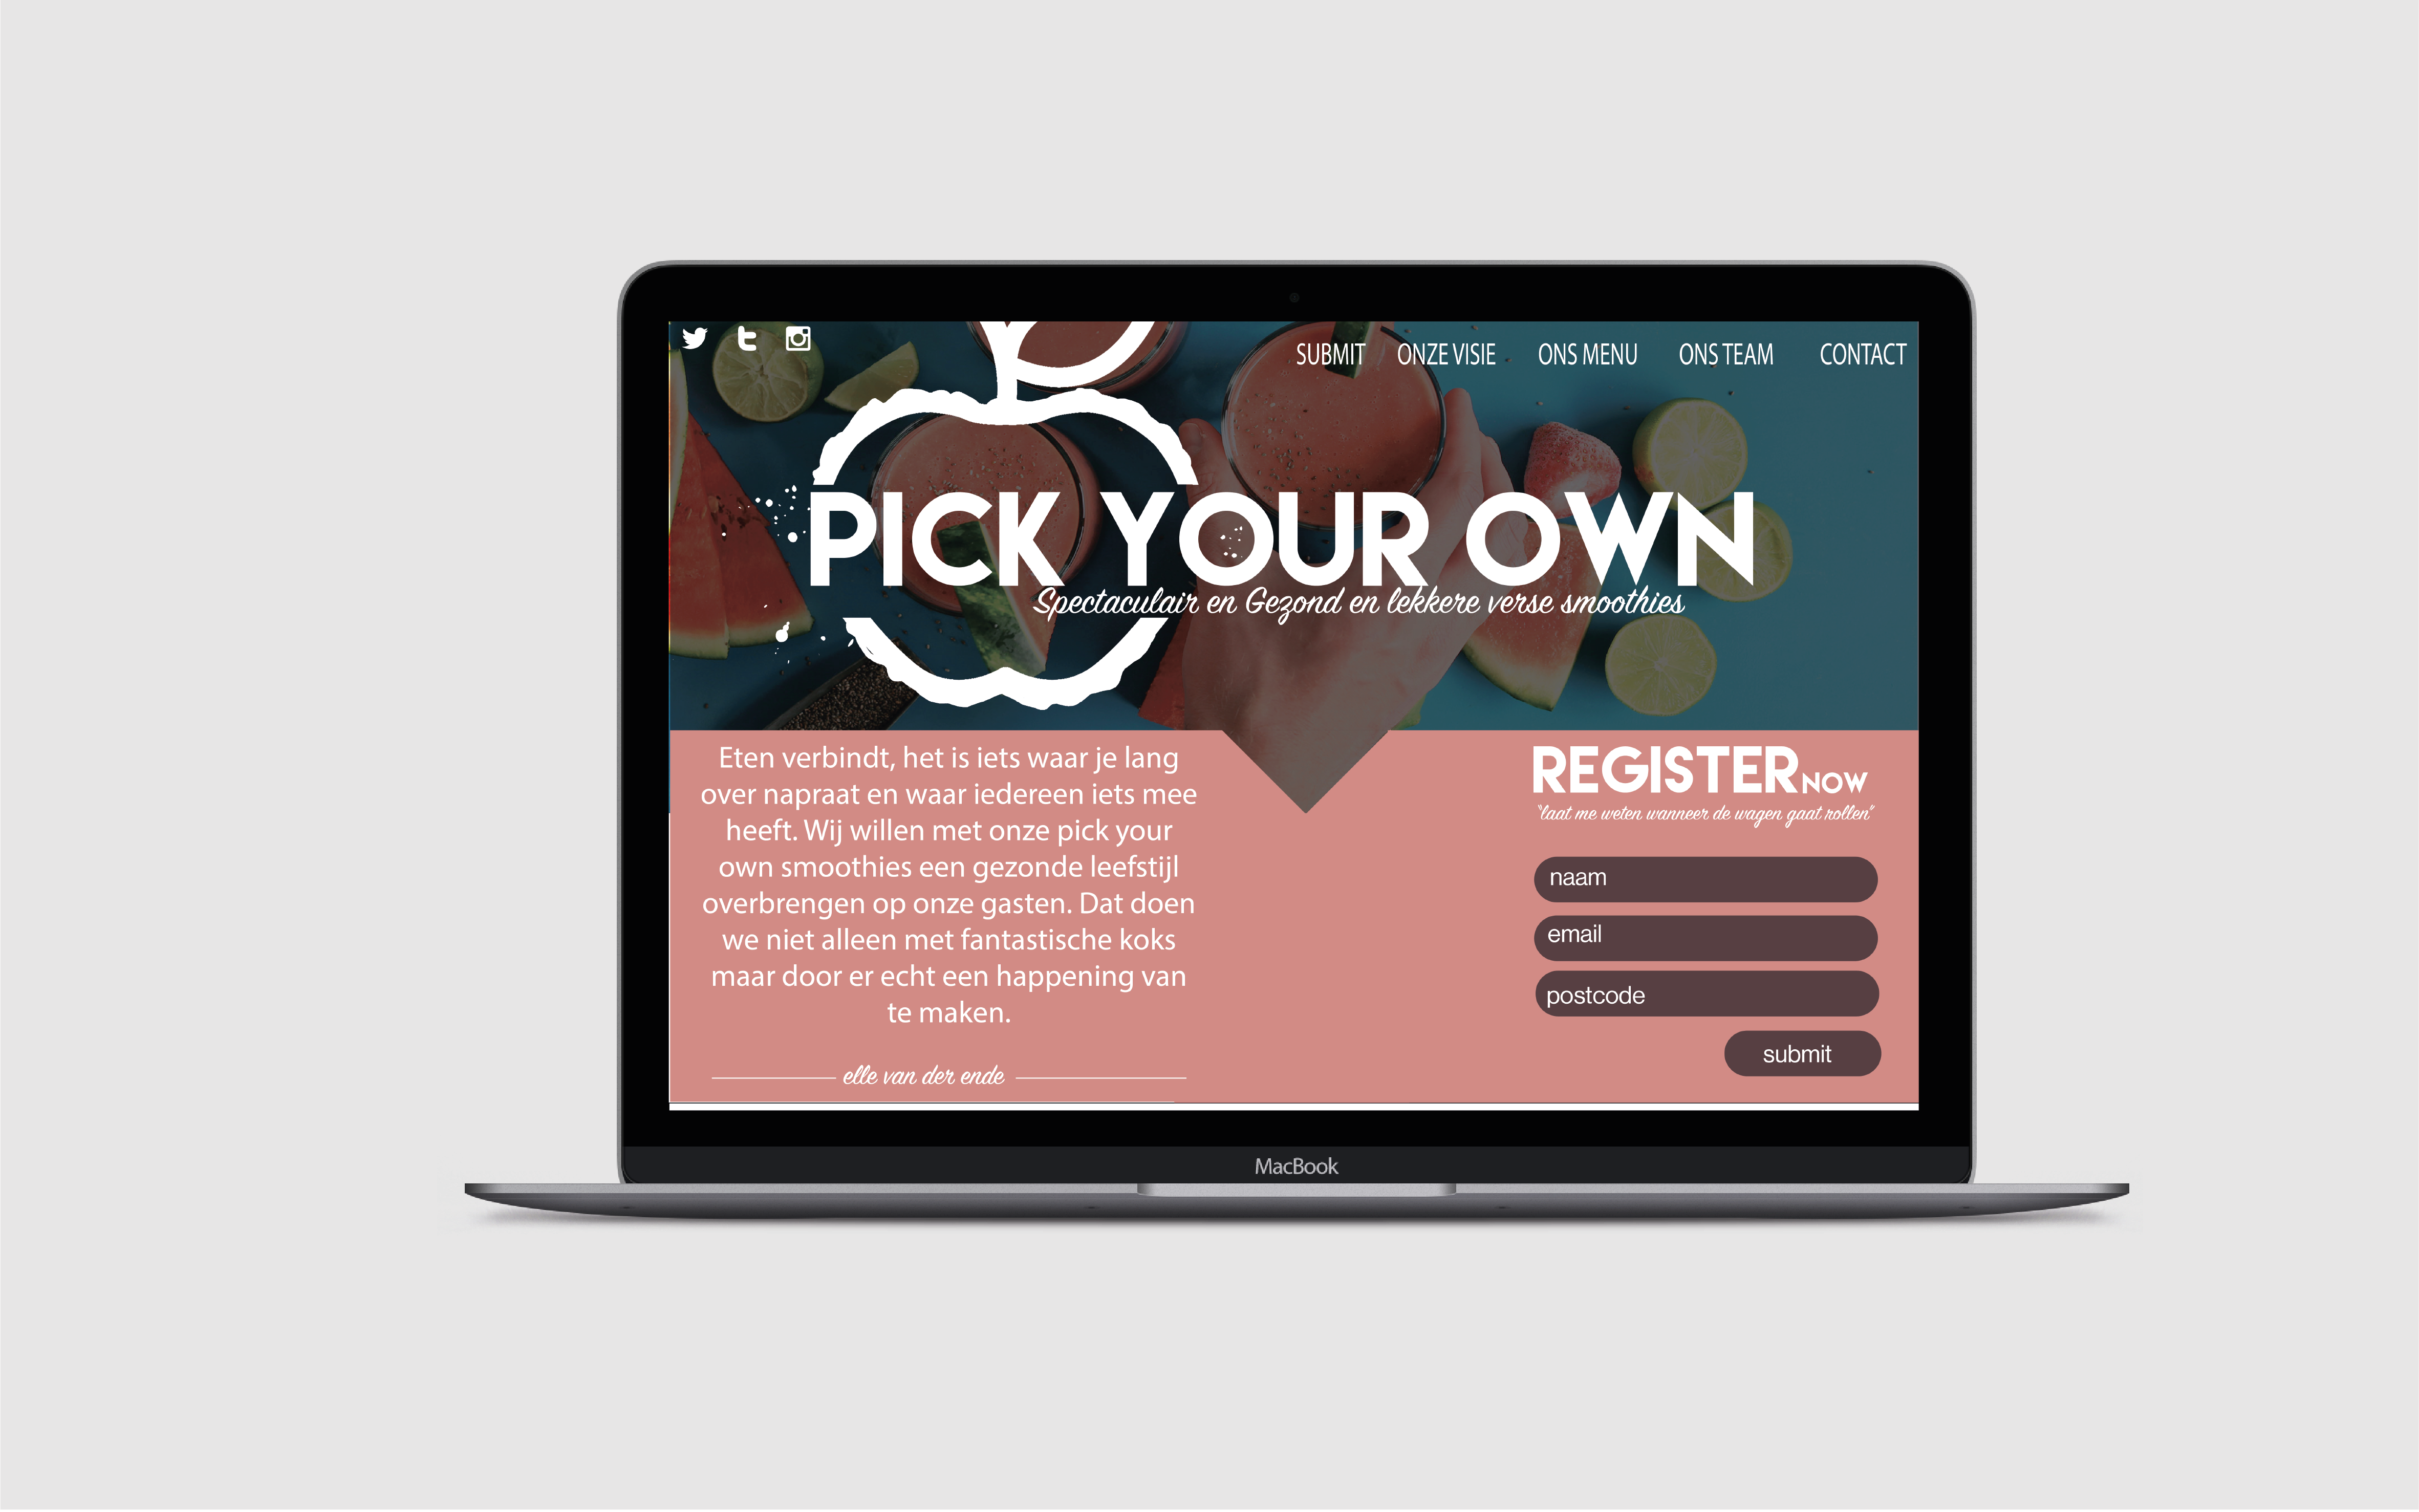 SUBMIT ONZE VISIE ONS MENU ONS TEAM CONTACT
PICK YOUR OWN
Spectaculair en Gezond en lekkere verse smoothies
Eten verbindt, het is iets waar je lang
over napraat en waar iedereen iets mee
heeft. Wij willen met onze pick your
own smoothies een gezonde leefstijl
overbrengen op onze gasten. Dat doen
we niet alleen met fantastische koks
maar door er echt een happening van
te maken.
elle van der ende
REGISTER NOW
"laat me weten wanneer de wagen gaat rollen"
naam
email
postcode
submit
MacBook